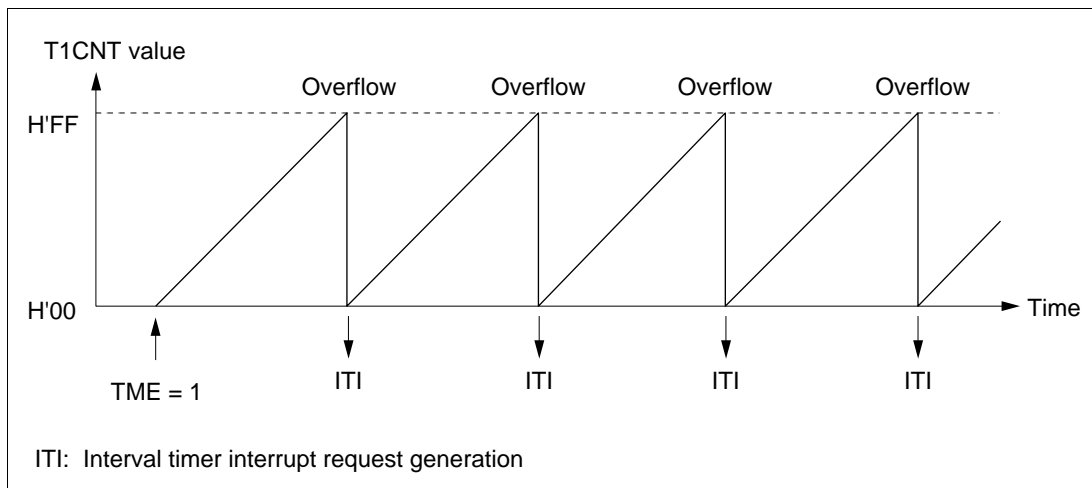 T1CNT value
Overflow Overflow Overflow Overflow
H'FF
H'00
Time
ITI ITI ITI ITI
TME = 1
ITI: Interval timer interrupt request generation